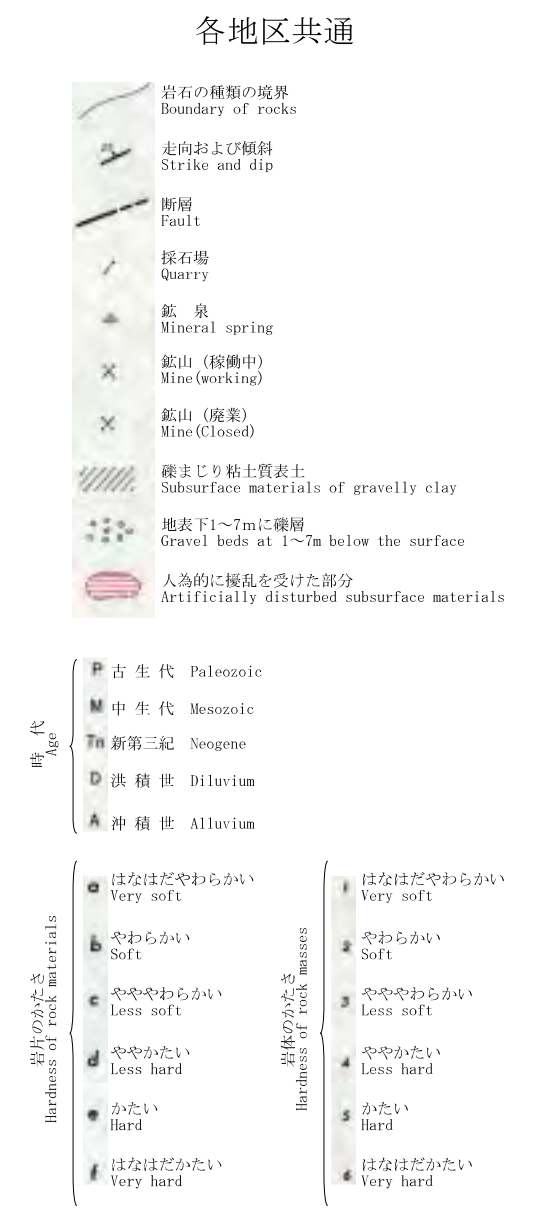 各地区共通
岩石の種類の境界
Boundary of rocks
走向および傾斜
Strike and dip
断層
Fault
採石場
Quarry
鉱　泉
Mineral spring
鉱山（稼働中）
Mine(working)
鉱山（廃業）
Mine(Closed)
礫まじり粘土質表土
Subsurface materials of gravelly clay
地表下1～7mに礫層
Gravel beds at 1～7m below the surface
人為的に擾乱を受けた部分
Artificially disturbed subsurface materials
時　代
Age
P 古 生 代 Paleozoic
M 中 生 代 Mesozoic
Tn 新第三紀 Neogene
D 洪 積 世 Diluvium
A 沖 積 世 Alluvium
岩片のかたさ
Hardness of rock materials
a はなはだやわらかい
Very soft
b やわらかい
Soft
c やややわらかい
Less soft
d ややかたい
Less hard
e かたい
Hard
f はなはだかたい
Very hard
岩体のかたさ
Hardness of rock masses
1 はなはだやわらかい
Very soft
2 やわらかい
Soft
3 やややわらかい
Less soft
4 ややかたい
Less hard
5 かたい
Hard
6 はなはだかたい
Very hard